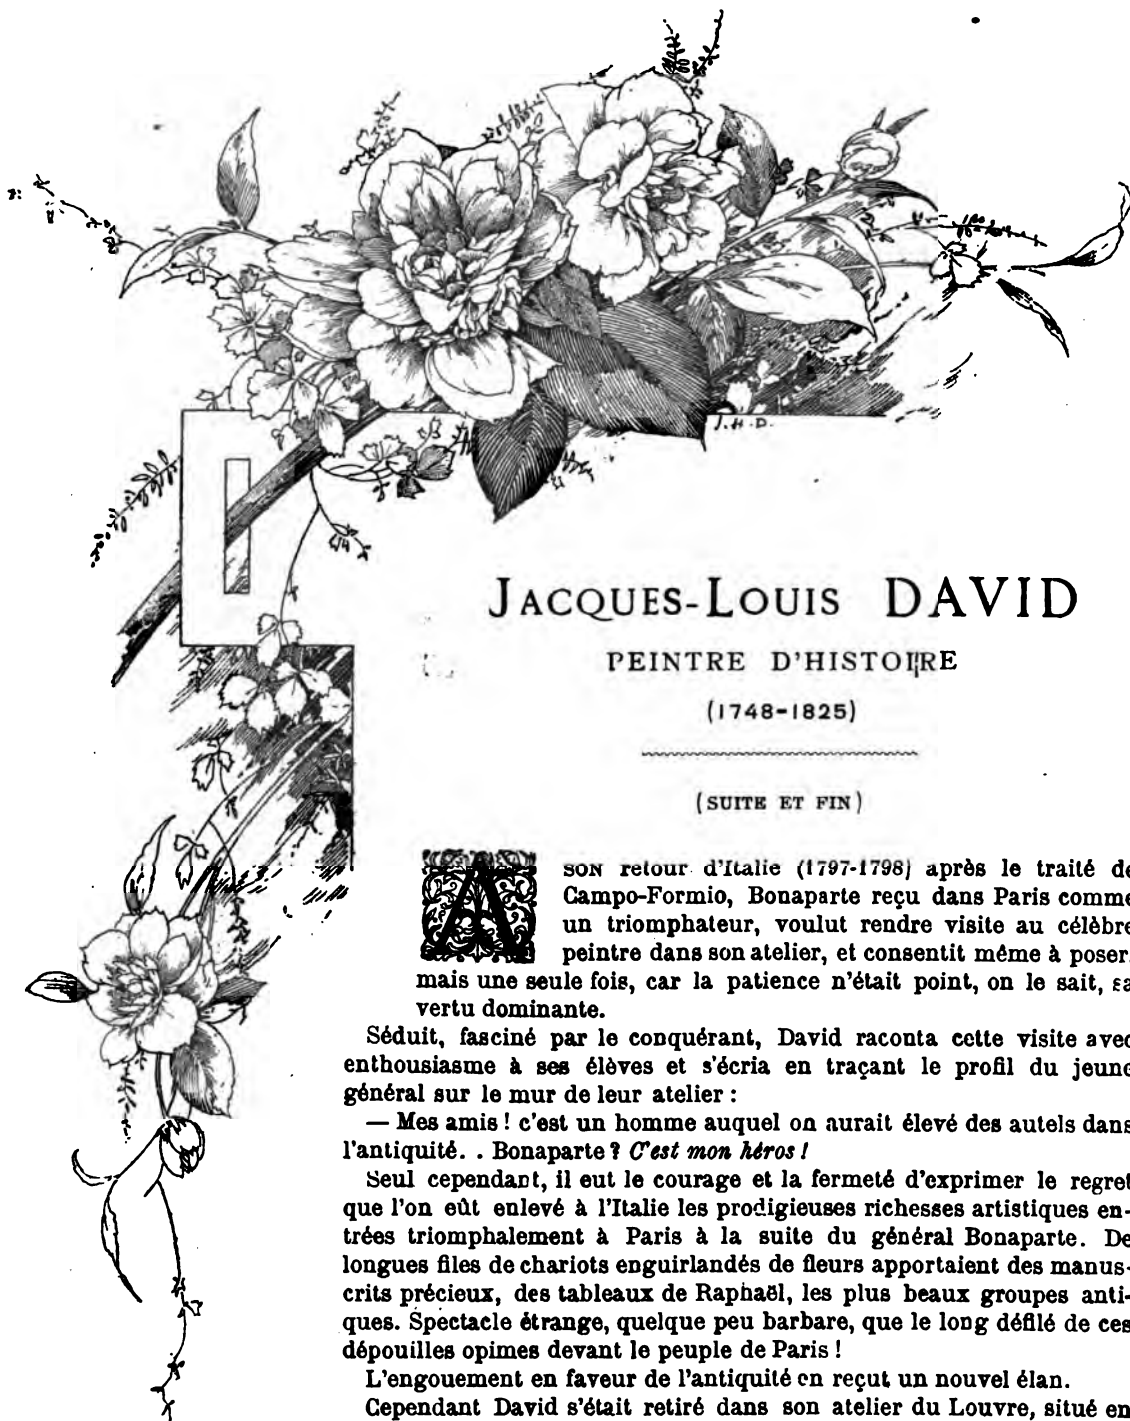 J.H.D.
JACQUES-LOUIS DAVID
PEINTRE D'HISTOIRE
(1748-1825)
(SUITE ET FIN)
A SON retour d'Italie (1797-1798) après le traité de
Campo-Formio, Bonaparte reçu dans Paris comme
un triomphateur, voulut rendre visite au célèbre
peintre dans son atelier, et consentit même à poser,
mais une seule fois, car la patience n'était point, on le sait, sa
vertu dominante.
Séduit, fasciné par le conquérant, David raconta cette visite avec
enthousiasme à ses élèves et s'écria en traçant le profil du jeune
général sur le mur de leur atelier :
— Mes amis ! c'est un homme auquel on aurait élevé des autels dans
l'antiquité. . Bonaparte ? C'est mon héros !
Seul cependant, il eut le courage et la fermeté d'exprimer le regret
que l'on eût enlevé à l'Italie les prodigieuses richesses artistiques en-
trées triomphalement à Paris à la suite du général Bonaparte. De
longues files de chariots enguirlandés de fleurs apportaient des manus-
crits précieux, des tableaux de Raphaël, les plus beaux groupes anti-
ques. Spectacle étrange, quelque peu barbare, que le long défilé de ces
dépouilles opimes devant le peuple de Paris !
L'engouement en faveur de l'antiquité en reçut un nouvel élan.
Cependant David s'était retiré dans son atelier du Louvre, situé en